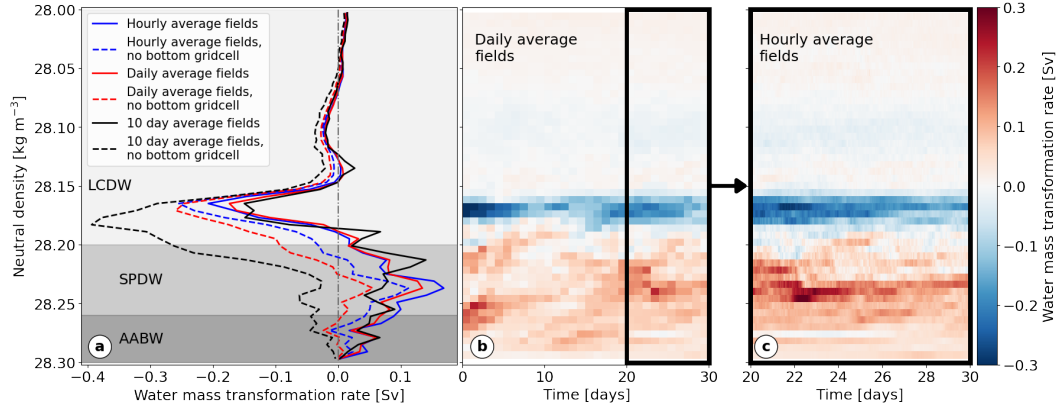 28.00
28.05
28.10
28.15
28.20
28.25
28.30
Neutral density [kg m⁻³]
Hourly average fields
Hourly average fields,
no bottom gridcell
Daily average fields
Daily average fields,
no bottom gridcell
10 day average fields
10 day average fields,
no bottom gridcell
LCDW
SPDW
AABW
a
−0.4
−0.3
−0.2
−0.1
0.0
0.1
Water mass transformation rate [Sv]
Daily average
fields
b
0
10
20
30
Time [days]
Hourly average
fields
c
20
22
24
26
28
30
Time [days]
0.3
0.2
0.1
0.0
−0.1
−0.2
−0.3
Water mass transformation rate [Sv]